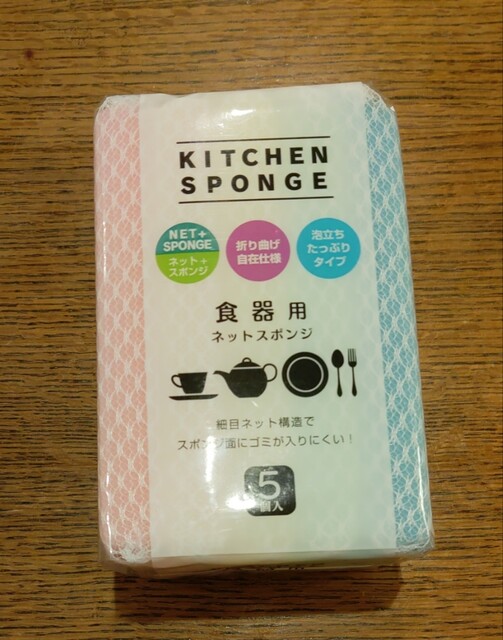 KITCHEN
SPONGE
NET+
SPONGE
ネット+
スポンジ
折り曲げ
自在仕様
泡立ち
たっぷり
タイプ
食器用
ネットスポンジ
細目ネット構造で
スポンジ面にゴミが入りにくい!
5
個入